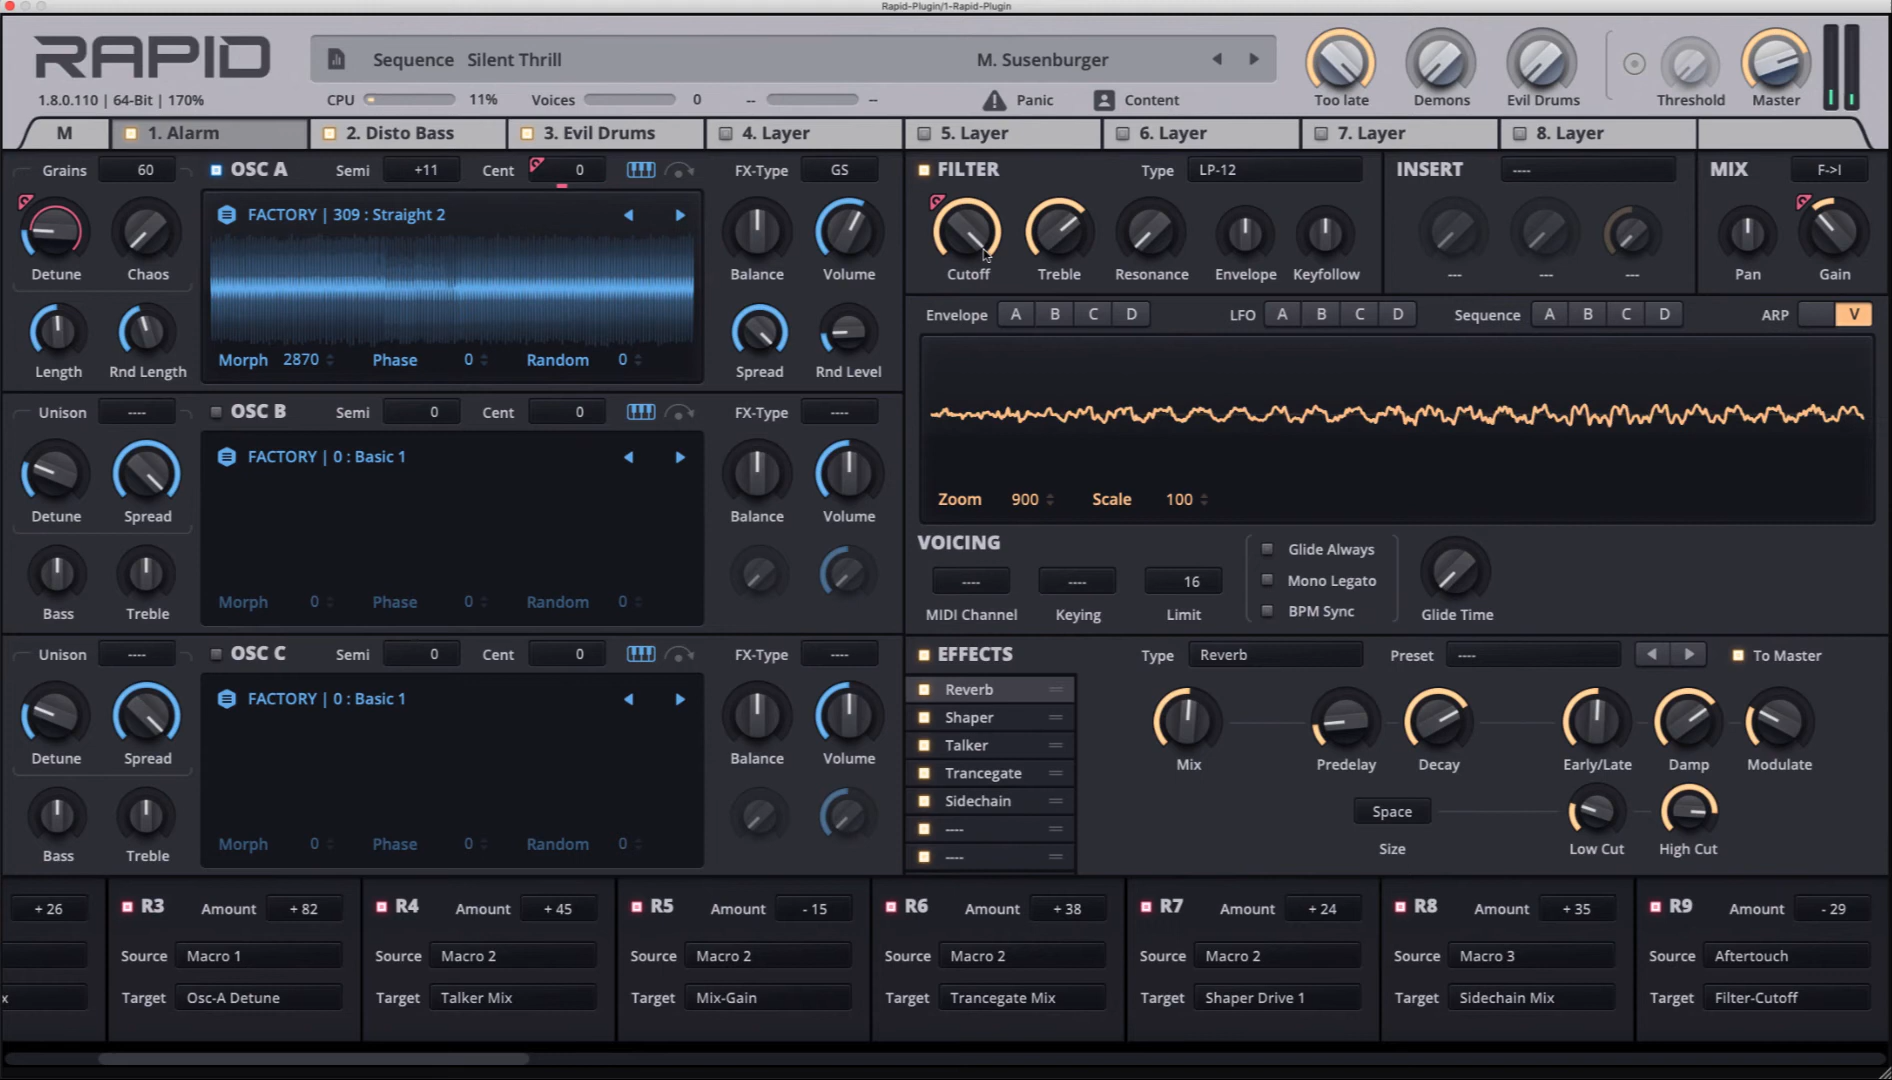 Rapid-Plugin/1-Rapid-Plugin
RAPID
Sequence Silent Thrill M. Susenburger
1.8.0.110 | 64-Bit | 170% CPU 11% Voices 0 -- -- Panic Content
Too late Demons Evil Drums Threshold Master
M 1. Alarm 2. Disto Bass 3. Evil Drums 4. Layer 5. Layer 6. Layer 7. Layer 8. Layer
Grains 60 OSC A Semi +11 Cent 0 FX-Type GS
FACTORY | 309 : Straight 2
Detune Chaos Balance Volume
Length Rnd Length Spread Rnd Level
Morph 2870 Phase 0 Random 0
FILTER Type LP-12 INSERT ---- MIX F->I
Cutoff Treble Resonance Envelope Keyfollow --- --- --- Pan Gain
Envelope A B C D LFO A B C D Sequence A B C D ARP V
Zoom 900 Scale 100
Unison ---- OSC B Semi 0 Cent 0 FX-Type ----
FACTORY | 0 : Basic 1
Detune Spread Balance Volume
Bass Treble
Morph 0 Phase 0 Random 0
VOICING
---- ---- 16
MIDI Channel Keying Limit
Glide Always
Mono Legato
BPM Sync
Glide Time
Unison ---- OSC C Semi 0 Cent 0 FX-Type ----
FACTORY | 0 : Basic 1
Detune Spread Balance Volume
Bass Treble
Morph 0 Phase 0 Random 0
EFFECTS Type Reverb Preset ---- To Master
Reverb
Shaper
Talker
Trancegate
Sidechain
----
----
Mix Predelay Decay Early/Late Damp Modulate
Space
Size Low Cut High Cut
+ 26 R3 Amount + 82 R4 Amount + 45 R5 Amount - 15 R6 Amount + 38 R7 Amount + 24 R8 Amount + 35 R9 Amount - 29
Source Macro 1 Source Macro 2 Source Macro 2 Source Macro 2 Source Macro 2 Source Macro 3 Source Aftertouch
x Target Osc-A Detune Target Talker Mix Target Mix-Gain Target Trancegate Mix Target Shaper Drive 1 Target Sidechain Mix Target Filter-Cutoff